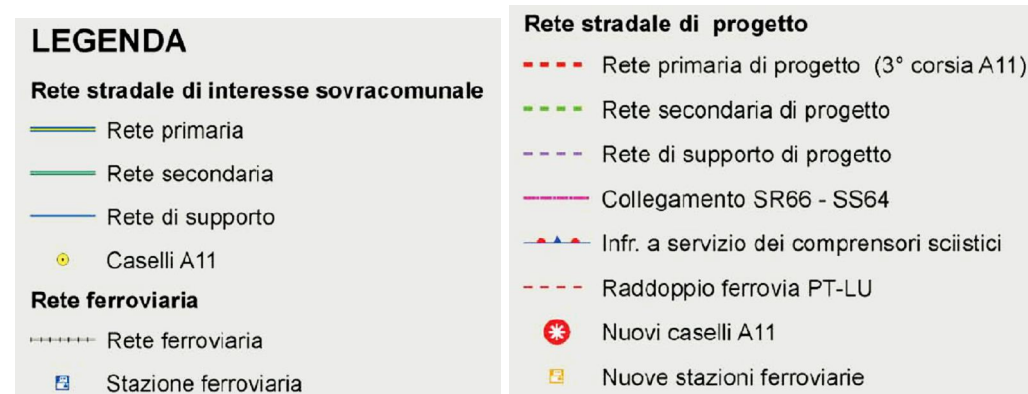 LEGENDA
Rete stradale di interesse sovracomunale
Rete primaria
Rete secondaria
Rete di supporto
Caselli A11
Rete ferroviaria
Rete ferroviaria
Stazione ferroviaria
Rete stradale di progetto
Rete primaria di progetto (3° corsia A11)
Rete secondaria di progetto
Rete di supporto di progetto
Collegamento SR66 - SS64
Infr. a servizio dei comprensori sciistici
Raddoppio ferrovia PT-LU
Nuovi caselli A11
Nuove stazioni ferroviarie